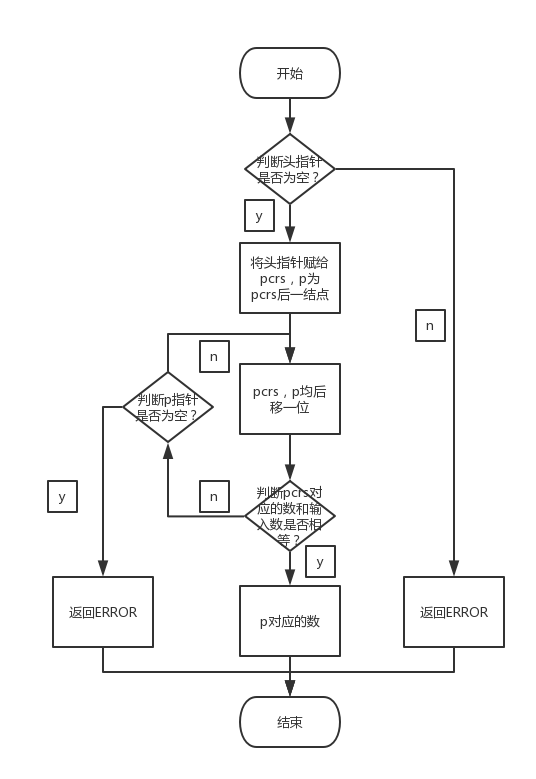 开始
判断头指针
是否为空？
y
将头指针赋给
pcrs，p为
pcrs后一结点
n
n
判断p指针
是否为空？
pcrs，p均后
移一位
y
n
判断pcrs对
应的数和输
入数是否相
等？
y
返回ERROR
p对应的数
返回ERROR
结束